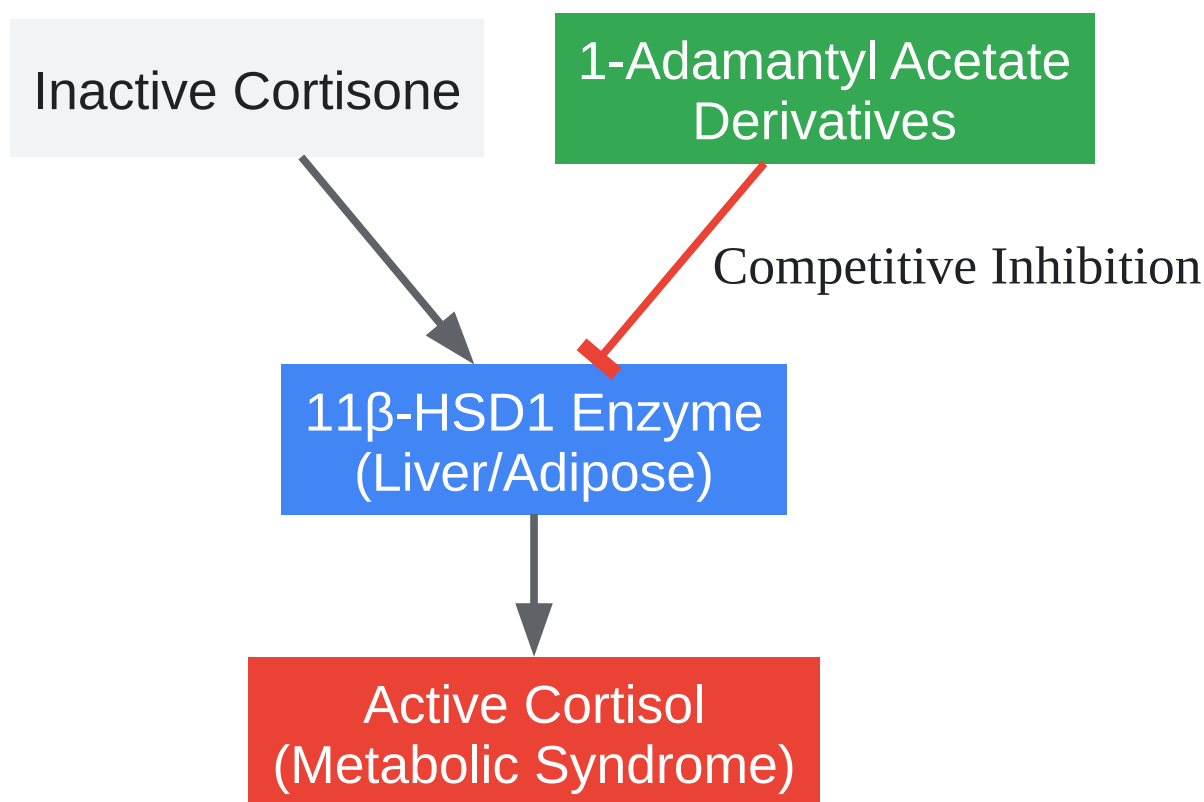 Inactive Cortisone
1-Adamantyl Acetate
Derivatives
Competitive Inhibition
11β-HSD1 Enzyme
(Liver/Adipose)
Active Cortisol
(Metabolic Syndrome)